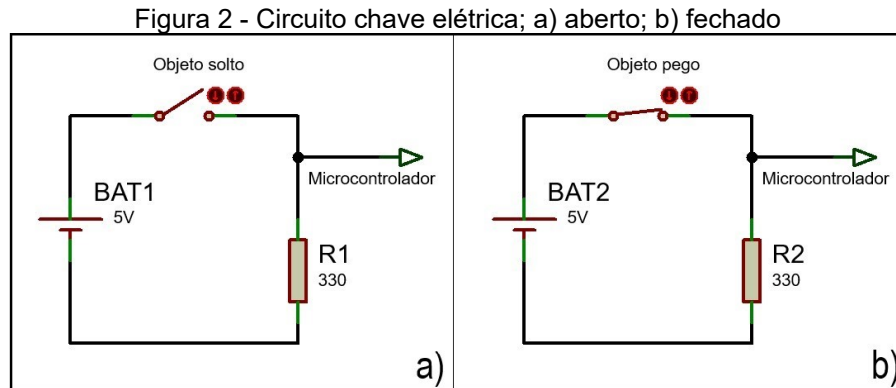 Figura 2 - Circuito chave elétrica; a) aberto; b) fechado
Objeto solto
BAT1
5V
Microcontrolador
R1
330
a)
Objeto pego
BAT2
5V
Microcontrolador
R2
330
b)